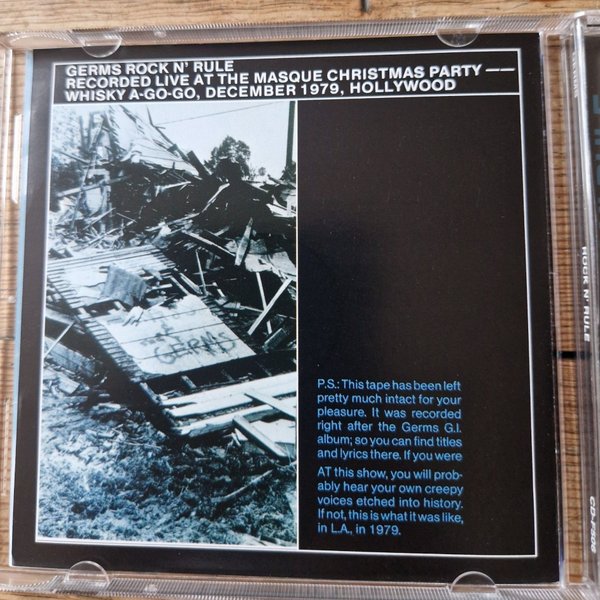 GERMS ROCK N' RULE
RECORDED LIVE AT THE MASQUE CHRISTMAS PARTY ——
WHISKY A-GO-GO, DECEMBER 1979, HOLLYWOOD
GERMS
P.S.: This tape has been left
pretty much intact for your
pleasure. It was recorded
right after the Germs G.I.
album; so you can find titles
and lyrics there. If you were
AT this show, you will prob-
ably hear your own creepy
voices etched into history.
If not, this is what it was like,
in L.A., in 1979.
ROCK N' RULE